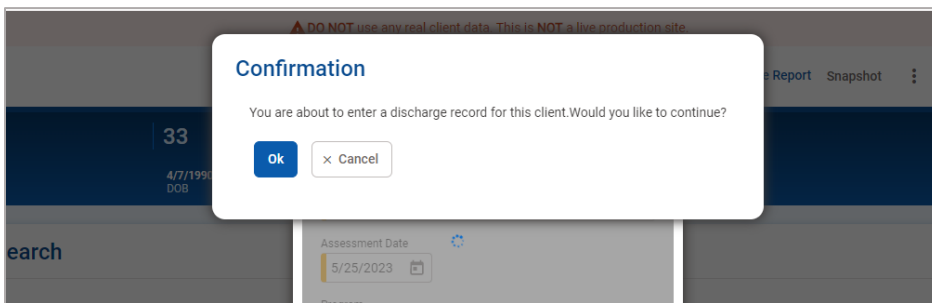 DO NOT use any real client data. This is NOT a live production site.
Confirmation
e Report Snapshot
You are about to enter a discharge record for this client.Would you like to continue?
33
Ok × Cancel
4/7/1990
DOB
earch
Assessment Date
5/25/2023